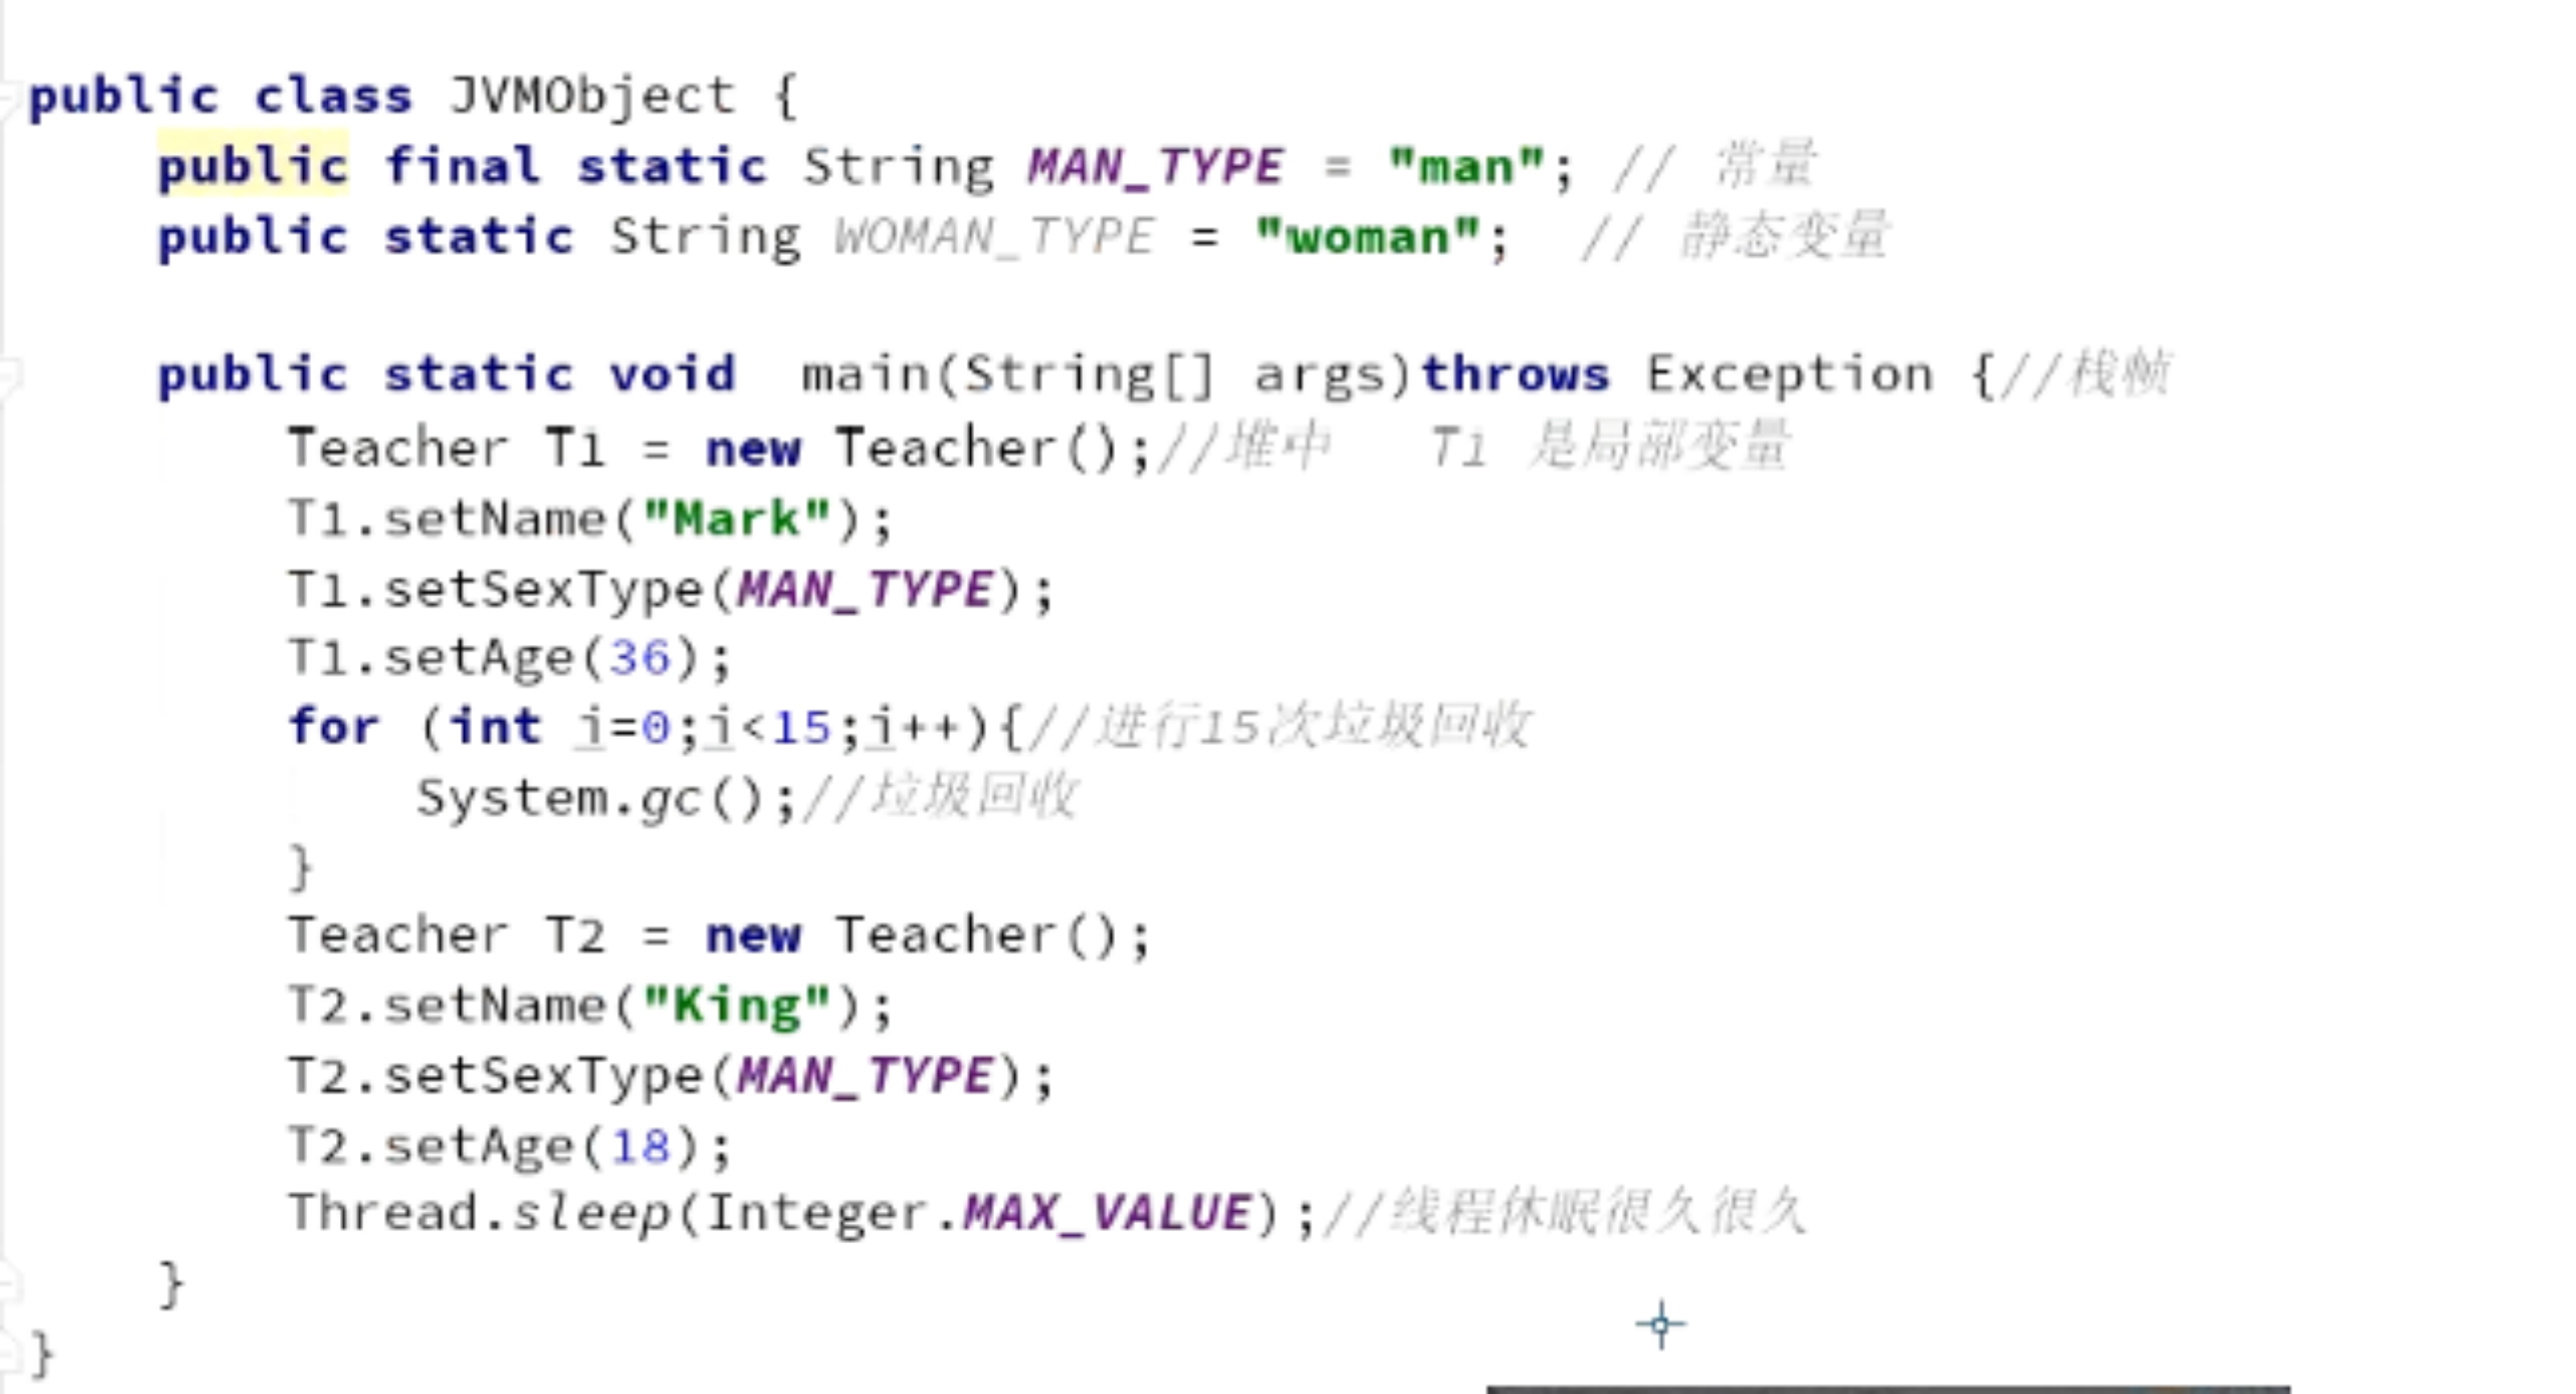 public class JVMObject {
public final static String MAN_TYPE = "man"; // 常量
public static String WOMAN_TYPE = "woman"; // 静态变量
public static void main(String[] args)throws Exception {//栈帧
Teacher T1 = new Teacher();//堆中 T1 是局部变量
T1.setName("Mark");
T1.setSexType(MAN_TYPE);
T1.setAge(36);
for (int i=0;i<15;i++){//进行15次垃圾回收
System.gc();//垃圾回收
}
Teacher T2 = new Teacher();
T2.setName("King");
T2.setSexType(MAN_TYPE);
T2.setAge(18);
Thread.sleep(Integer.MAX_VALUE);//线程休眠很久很久
}
}